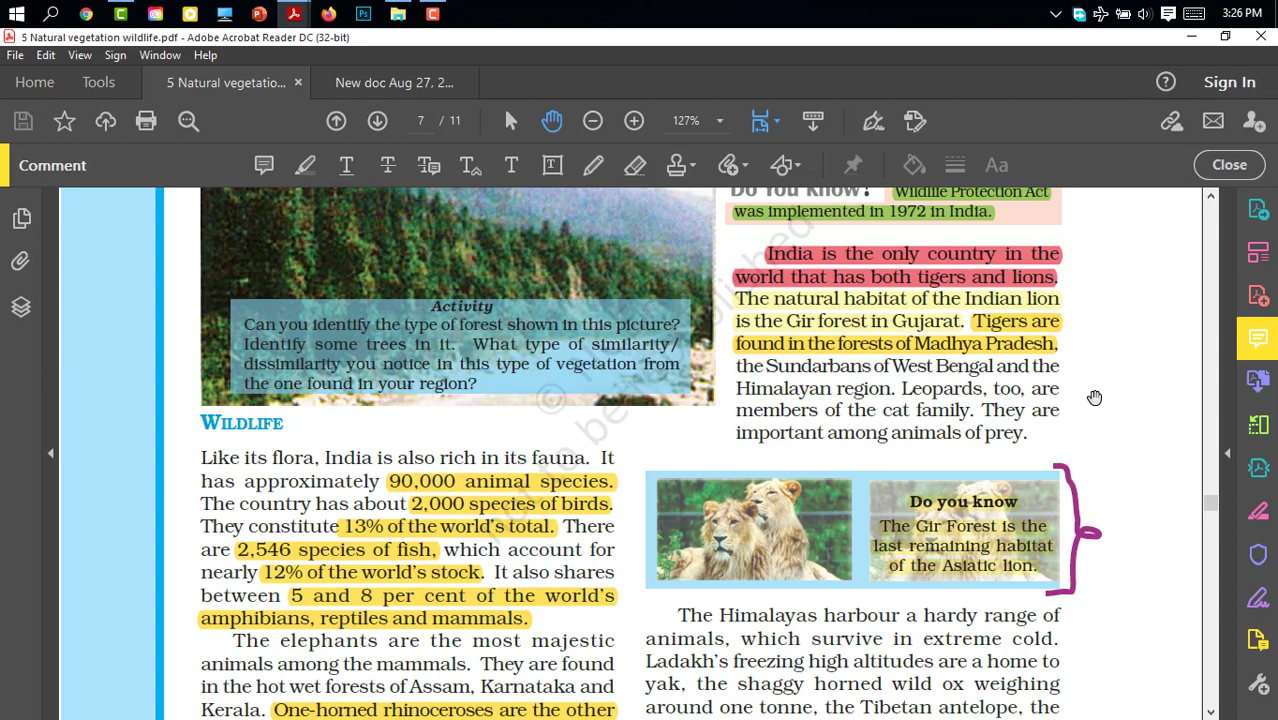 3:26 PM
5 Natural vegetation wildlife.pdf - Adobe Acrobat Reader DC (32-bit)
File Edit View Sign Window Help
Home Tools 5 Natural vegetatio... × New doc Aug 27, 2... Sign In
7 / 11 127%
Comment Close
Activity
Can you identify the type of forest shown in this picture?
Identify some trees in it. What type of similarity/
dissimilarity you notice in this type of vegetation from
the one found in your region?
WILDLIFE
Like its flora, India is also rich in its fauna. It
has approximately 90,000 animal species.
The country has about 2,000 species of birds.
They constitute 13% of the world's total. There
are 2,546 species of fish, which account for
nearly 12% of the world's stock. It also shares
between 5 and 8 per cent of the world's
amphibians, reptiles and mammals.
The elephants are the most majestic
animals among the mammals. They are found
in the hot wet forests of Assam, Karnataka and
Kerala. One-horned rhinoceroses are the other
Do You Know? Wildlife Protection Act
was implemented in 1972 in India.
India is the only country in the
world that has both tigers and lions.
The natural habitat of the Indian lion
is the Gir forest in Gujarat. Tigers are
found in the forests of Madhya Pradesh,
the Sundarbans of West Bengal and the
Himalayan region. Leopards, too, are
members of the cat family. They are
important among animals of prey.
Do you know
The Gir Forest is the
last remaining habitat
of the Asiatic lion.
The Himalayas harbour a hardy range of
animals, which survive in extreme cold.
Ladakh's freezing high altitudes are a home to
yak, the shaggy horned wild ox weighing
around one tonne, the Tibetan antelope, the